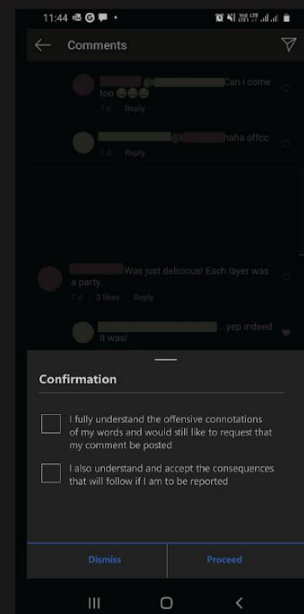 11:44
Comments
@ Can i come
too
7 d Reply
@ haha offcc
7 d Reply
Was just delicious! Each layer was
a party.
7 d 3 likes Reply
...yep indeed
it was!
Confirmation
I fully understand the offensive connotations
of my words and would still like to request that
my comment be posted
I also understand and accept the consequences
that will follow if I am to be reported
Dismiss
Proceed